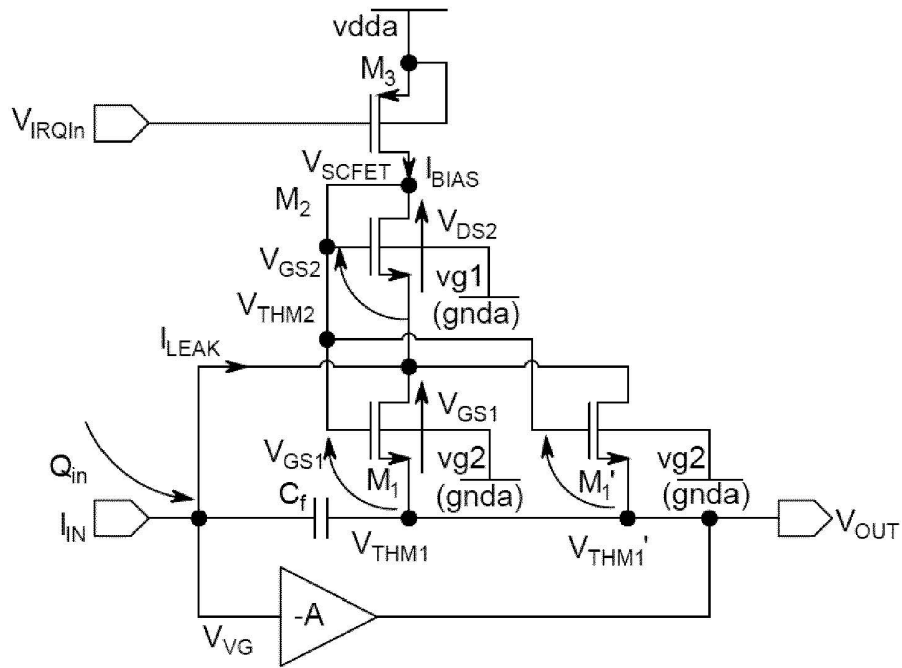 vdda
M3
VIRQIn
VSCFET IBIAS
M2
VDS2
VGS2
vg1
(gnda)
VTHM2
ILEAK
VGS1
VGS1
Qin
M1
vg2
(gnda)
M1'
vg2
(gnda)
Cf
IIN
VTHM1
VTHM1'
VOUT
-A
VVG